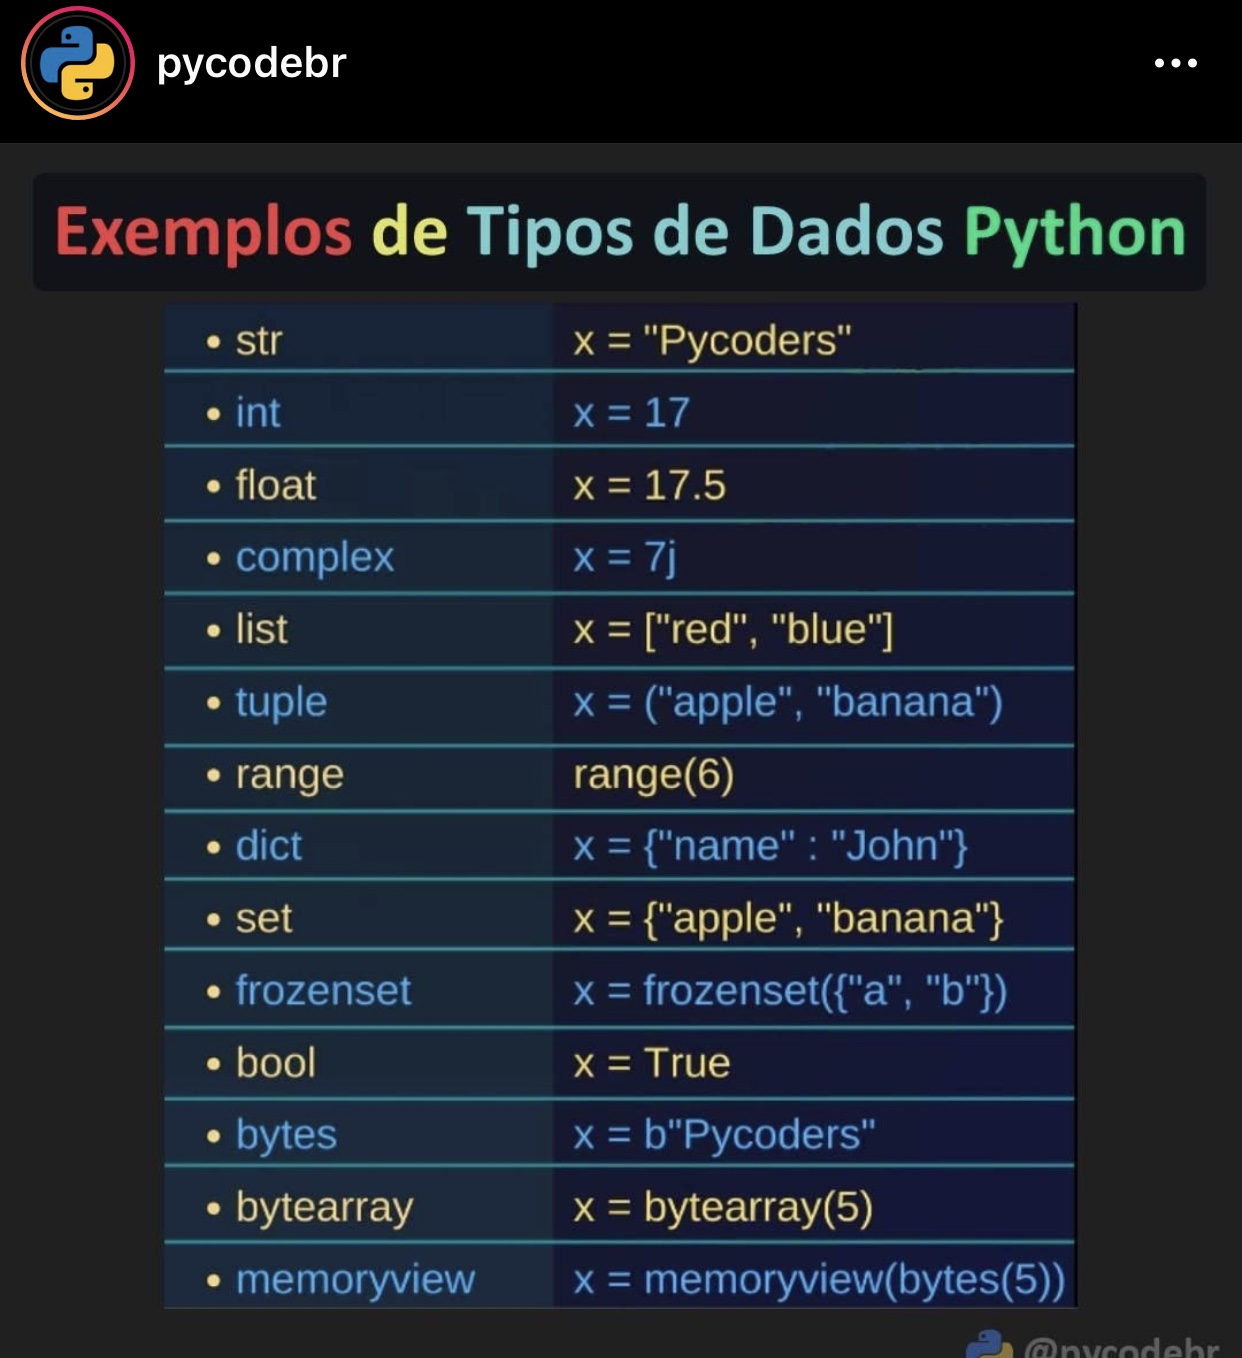 pycodebr
Exemplos de Tipos de Dados Python
• str x = "Pycoders"
• int x = 17
• float x = 17.5
• complex x = 7j
• list x = ["red", "blue"]
• tuple x = ("apple", "banana")
• range range(6)
• dict x = {"name" : "John"}
• set x = {"apple", "banana"}
• frozenset x = frozenset({"a", "b"})
• bool x = True
• bytes x = b"Pycoders"
• bytearray x = bytearray(5)
• memoryview x = memoryview(bytes(5))
@pycodebr